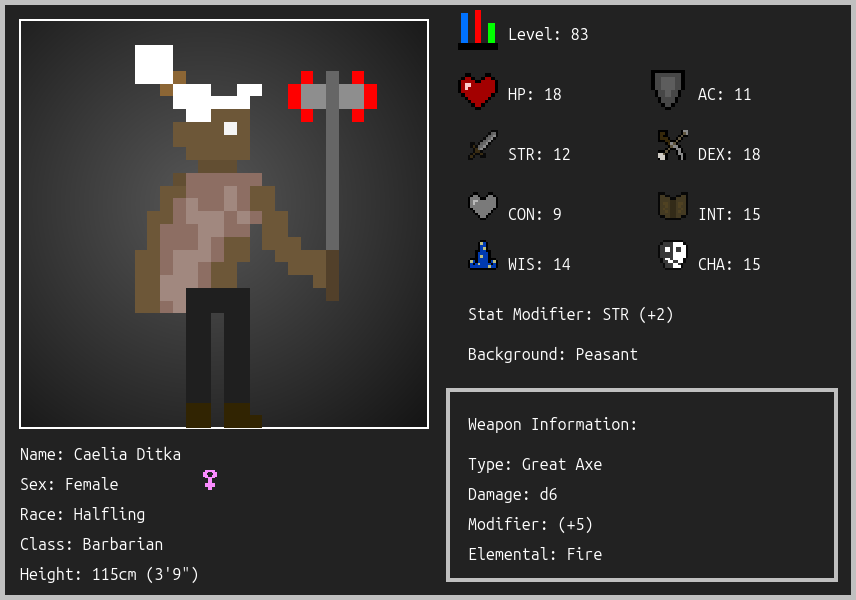 Level: 83
HP: 18
AC: 11
STR: 12
DEX: 18
CON: 9
INT: 15
WIS: 14
CHA: 15
Stat Modifier: STR (+2)
Background: Peasant
Weapon Information:
Type: Great Axe
Damage: d6
Modifier: (+5)
Elemental: Fire
Name: Caelia Ditka
Sex: Female
Race: Halfling
Class: Barbarian
Height: 115cm (3'9")